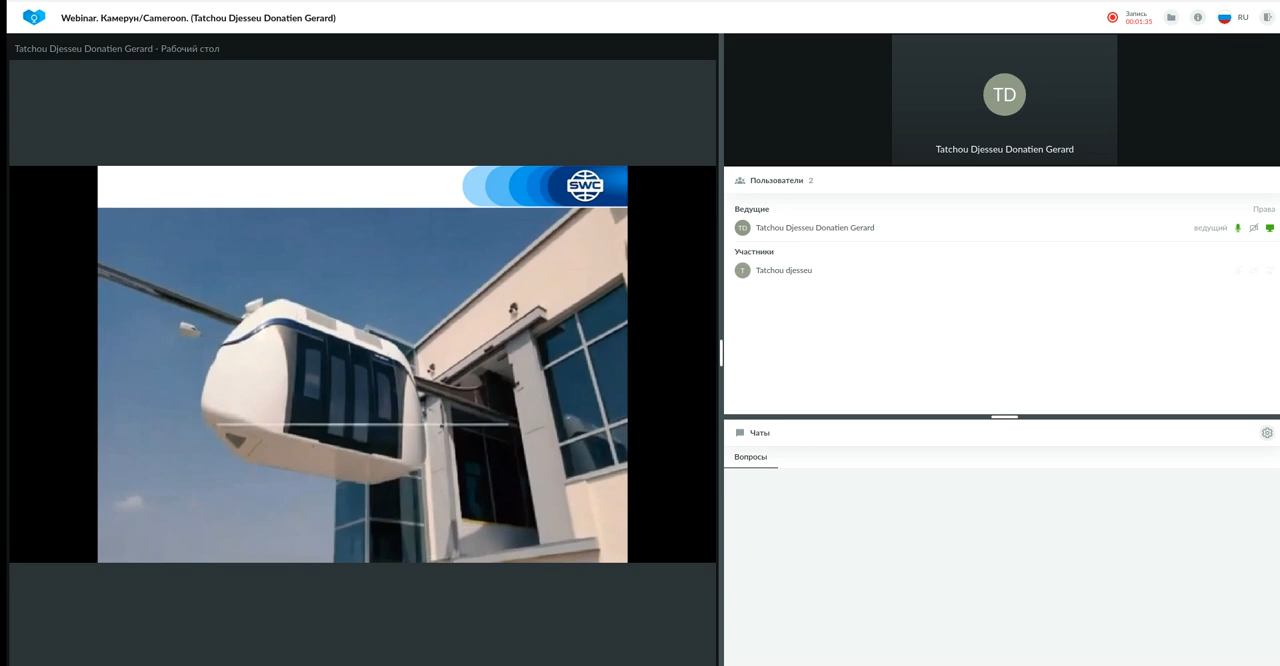 Webinar. Камерун/Cameroon. (Tatchou Djesseu Donatien Gerard)
Запись
00:01:35
RU
Tatchou Djesseu Donatien Gerard - Рабочий стол
SWC
TD
Tatchou Djesseu Donatien Gerard
Пользователи 2
Ведущие Права
TD Tatchou Djesseu Donatien Gerard ведущий
Участники
T Tatchou djesseu
Чаты
Вопросы